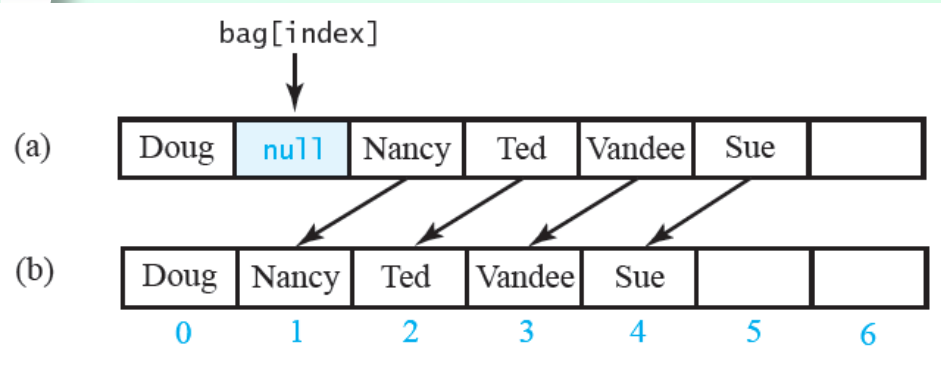 bag[index]
(a) Doug null Nancy Ted Vandee Sue
(b) Doug Nancy Ted Vandee Sue
0 1 2 3 4 5 6